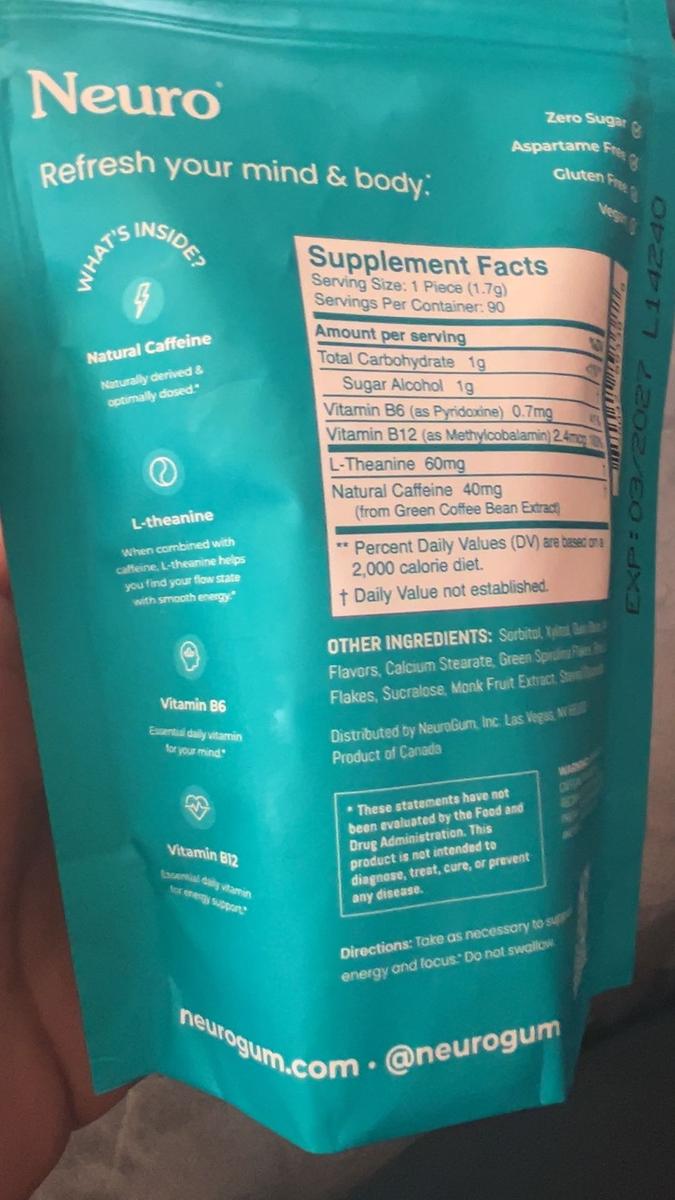 Neuro
Refresh your mind & body.*
Zero Sugar
Aspartame Free
Gluten Free
Vegan
WHAT'S INSIDE?
Natural Caffeine
Naturally derived &
optimally dosed.*
L-theanine
When combined with
caffeine, L-theanine helps
you find your flow state
with smooth energy.*
Vitamin B6
Essential daily vitamin
for your mind.*
Vitamin B12
Essential daily vitamin
for energy support.*
Supplement Facts
Serving Size: 1 Piece (1.7g)
Servings Per Container: 90
Amount per serving
Total Carbohydrate 1g
Sugar Alcohol 1g
Vitamin B6 (as Pyridoxine) 0.7mg
Vitamin B12 (as Methylcobalamin) 2.4mcg
L-Theanine 60mg
Natural Caffeine 40mg
(from Green Coffee Bean Extract)
** Percent Daily Values (DV) are based on a
2,000 calorie diet.
† Daily Value not established.
OTHER INGREDIENTS: Sorbitol, Xylitol,
Flavors, Calcium Stearate, Green Spirulina Flakes,
Flakes, Sucralose, Monk Fruit Extract,
Distributed by NeuroGum, Inc. Las Vegas, NV
Product of Canada
* These statements have not
been evaluated by the Food and
Drug Administration. This
product is not intended to
diagnose, treat, cure, or prevent
any disease.
Directions: Take as necessary to support
energy and focus.* Do not swallow.
neurogum.com • @neurogum
EXP: 03/2027 L14240